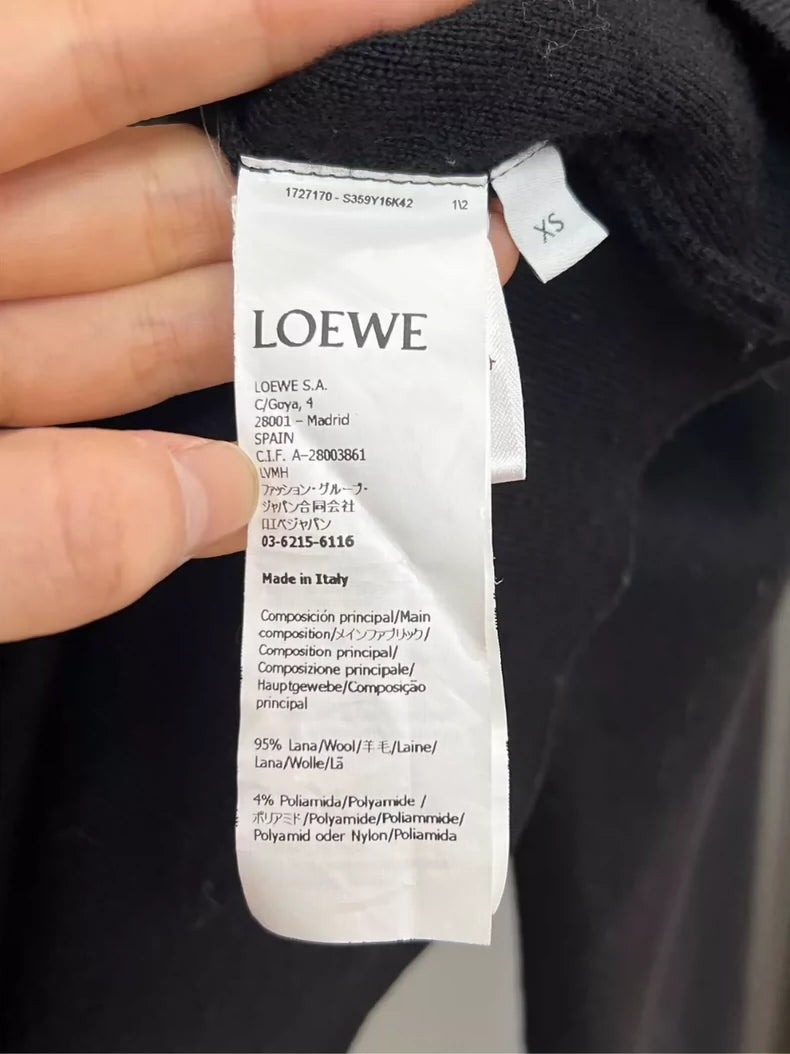 1727170 - S359Y16K42 1\2
XS
LOEWE
LOEWE S.A.
C/Goya, 4
28001 – Madrid
SPAIN
C.I.F. A-28003861
LVMH
ファッション・グループ・
ジャパン合同会社
ロエベジャパン
03-6215-6116
Made in Italy
Composición principal/Main
composition/メインファブリック/
Composition principal/
Composizione principale/
Hauptgewebe/Composição
principal
95% Lana/Wool/羊毛/Laine/
Lana/Wolle/Lã
4% Poliamida/Polyamide /
ポリアミド/Polyamide/Poliammide/
Polyamid oder Nylon/Poliamida